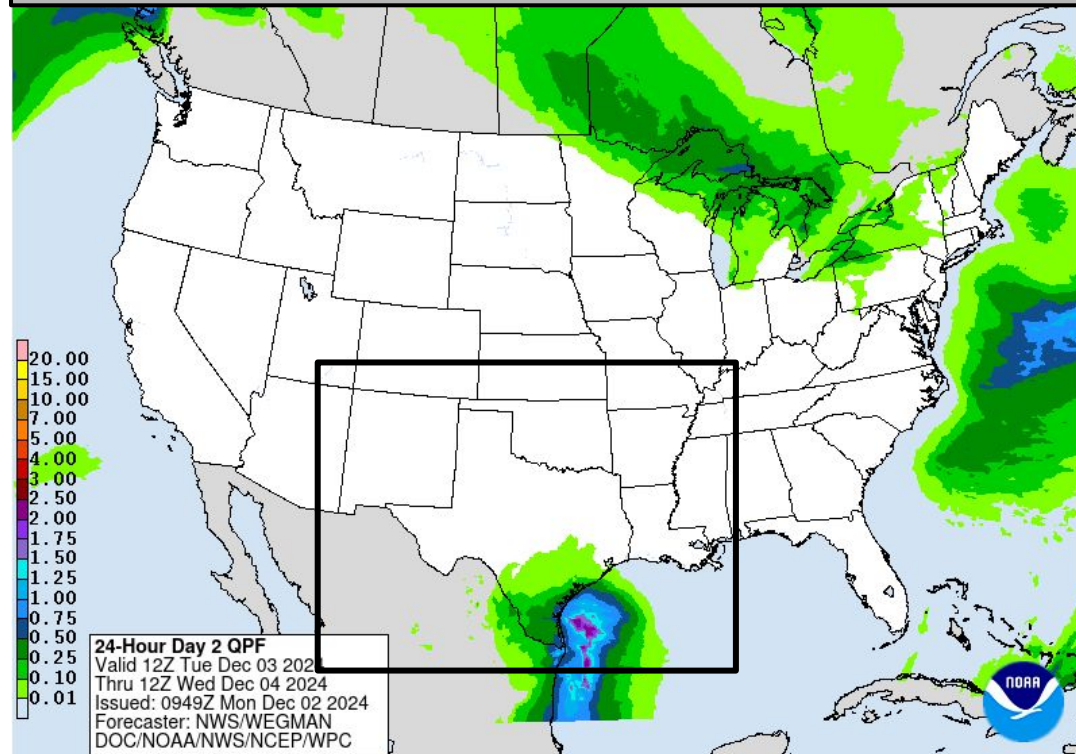 20.00
15.00
10.00
7.00
5.00
4.00
3.00
2.50
2.00
1.75
1.50
1.25
1.00
0.75
0.50
0.25
0.10
0.01
24-Hour Day 2 QPF
Valid 12Z Tue Dec 03 2024
Thru 12Z Wed Dec 04 2024
Issued: 0949Z Mon Dec 02 2024
Forecaster: NWS/WEGMAN
DOC/NOAA/NWS/NCEP/WPC
NOAA